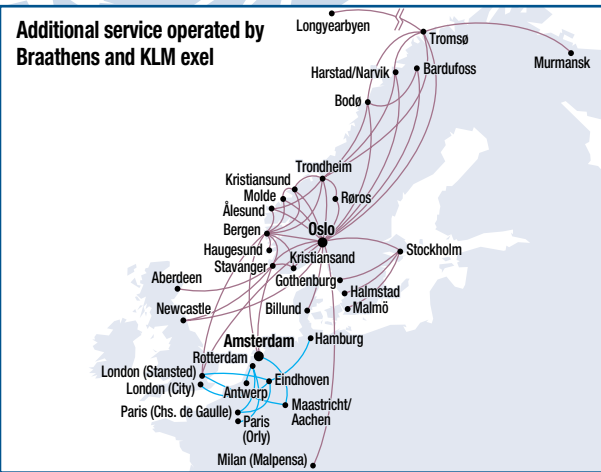 Additional service operated by
Braathens and KLM exel
Longyearbyen
Tromsø
Murmansk
Harstad/Narvik
Bardufoss
Bodø
Trondheim
Kristiansund
Molde
Røros
Ålesund
Bergen
Oslo
Haugesund
Kristiansand
Stockholm
Stavanger
Aberdeen
Gothenburg
Halmstad
Newcastle
Billund
Malmö
Amsterdam
Hamburg
Rotterdam
London (Stansted)
Eindhoven
London (City)
Antwerp
Maastricht/
Aachen
Paris (Chs. de Gaulle)
Paris
(Orly)
Milan (Malpensa)